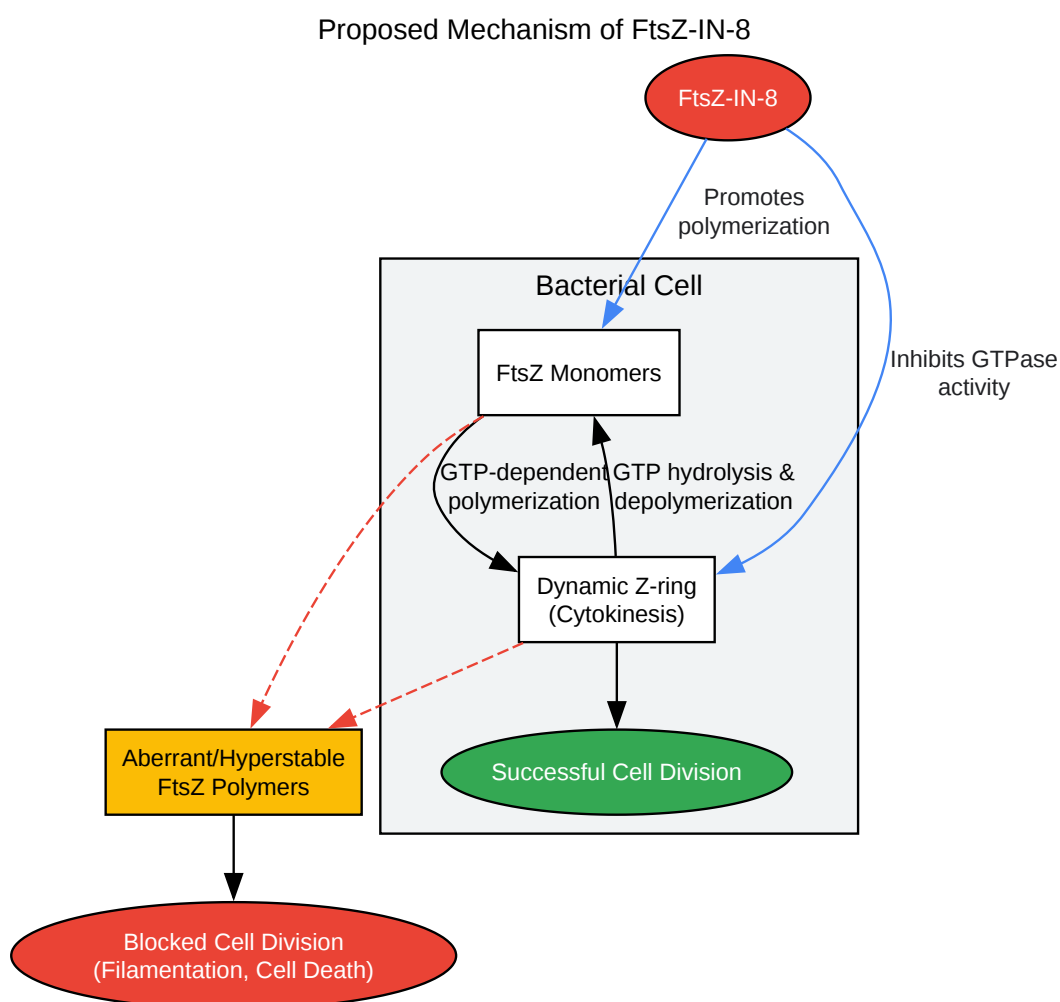 Proposed Mechanism of FtsZ-IN-8
FtsZ-IN-8
Promotes
polymerization
Bacterial Cell
Inhibits GTPase
activity
FtsZ Monomers
GTP-dependent
polymerization
GTP hydrolysis &
depolymerization
Dynamic Z-ring
(Cytokinesis)
Aberrant/Hyperstable
FtsZ Polymers
Successful Cell Division
Blocked Cell Division
(Filamentation, Cell Death)